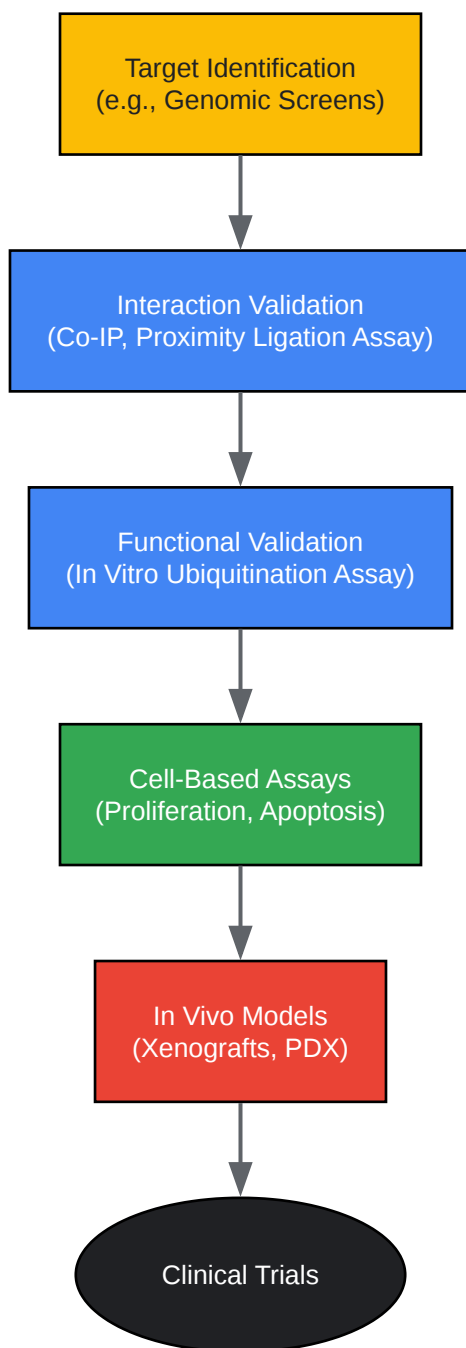 Target Identification
(e.g., Genomic Screens)
Interaction Validation
(Co-IP, Proximity Ligation Assay)
Functional Validation
(In Vitro Ubiquitination Assay)
Cell-Based Assays
(Proliferation, Apoptosis)
In Vivo Models
(Xenografts, PDX)
Clinical Trials